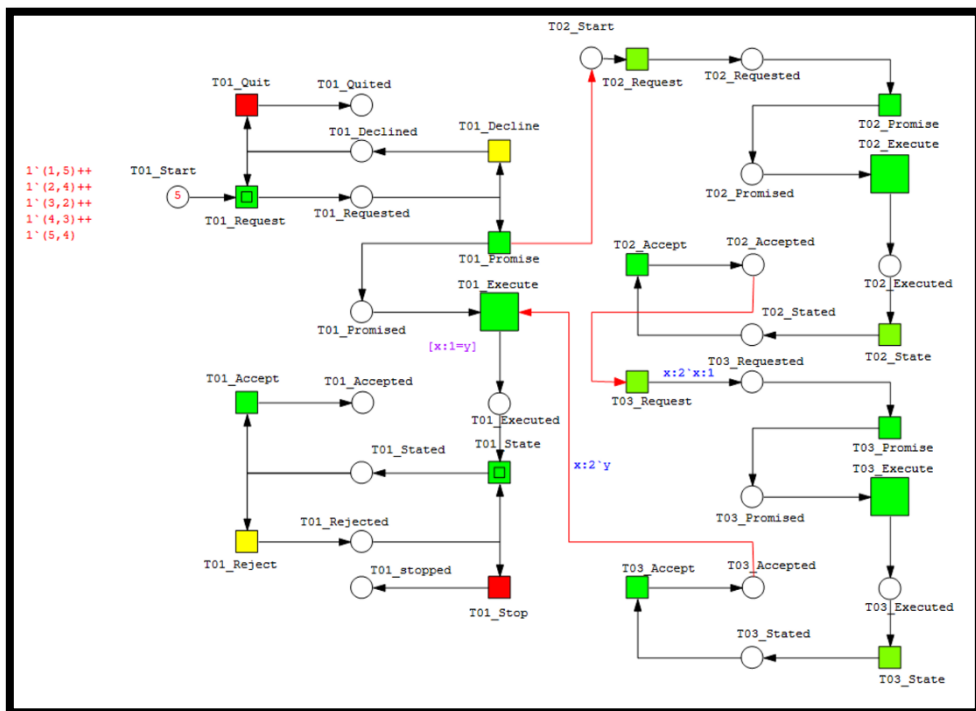 T02_Start
T02_Request
T02_Requested
T01_Quit
T01_Quited
T02_Promise
T01_Declined
T01_Decline
T02_Execute
1`(1,5)++
1`(2,4)++
1`(3,2)++
1`(4,3)++
1`(5,4)
T01_Start
5
T01_Request
T01_Requested
T02_Promised
T01_Promise
T02_Accept
T02_Accepted
T01_Execute
T02_Executed
T01_Promised
T02_Stated
[x:1=y]
T02_State
T01_Accept
T01_Accepted
x:2`x:1
T03_Requested
T03_Request
T01_Executed
T03_Promise
T01_Stated
T01_State
x:2`y
T03_Execute
T03_Promised
T01_Rejected
T01_Reject
T01_stopped
T03_Accept
T03_Accepted
T01_Stop
T03_Executed
T03_Stated
T03_State